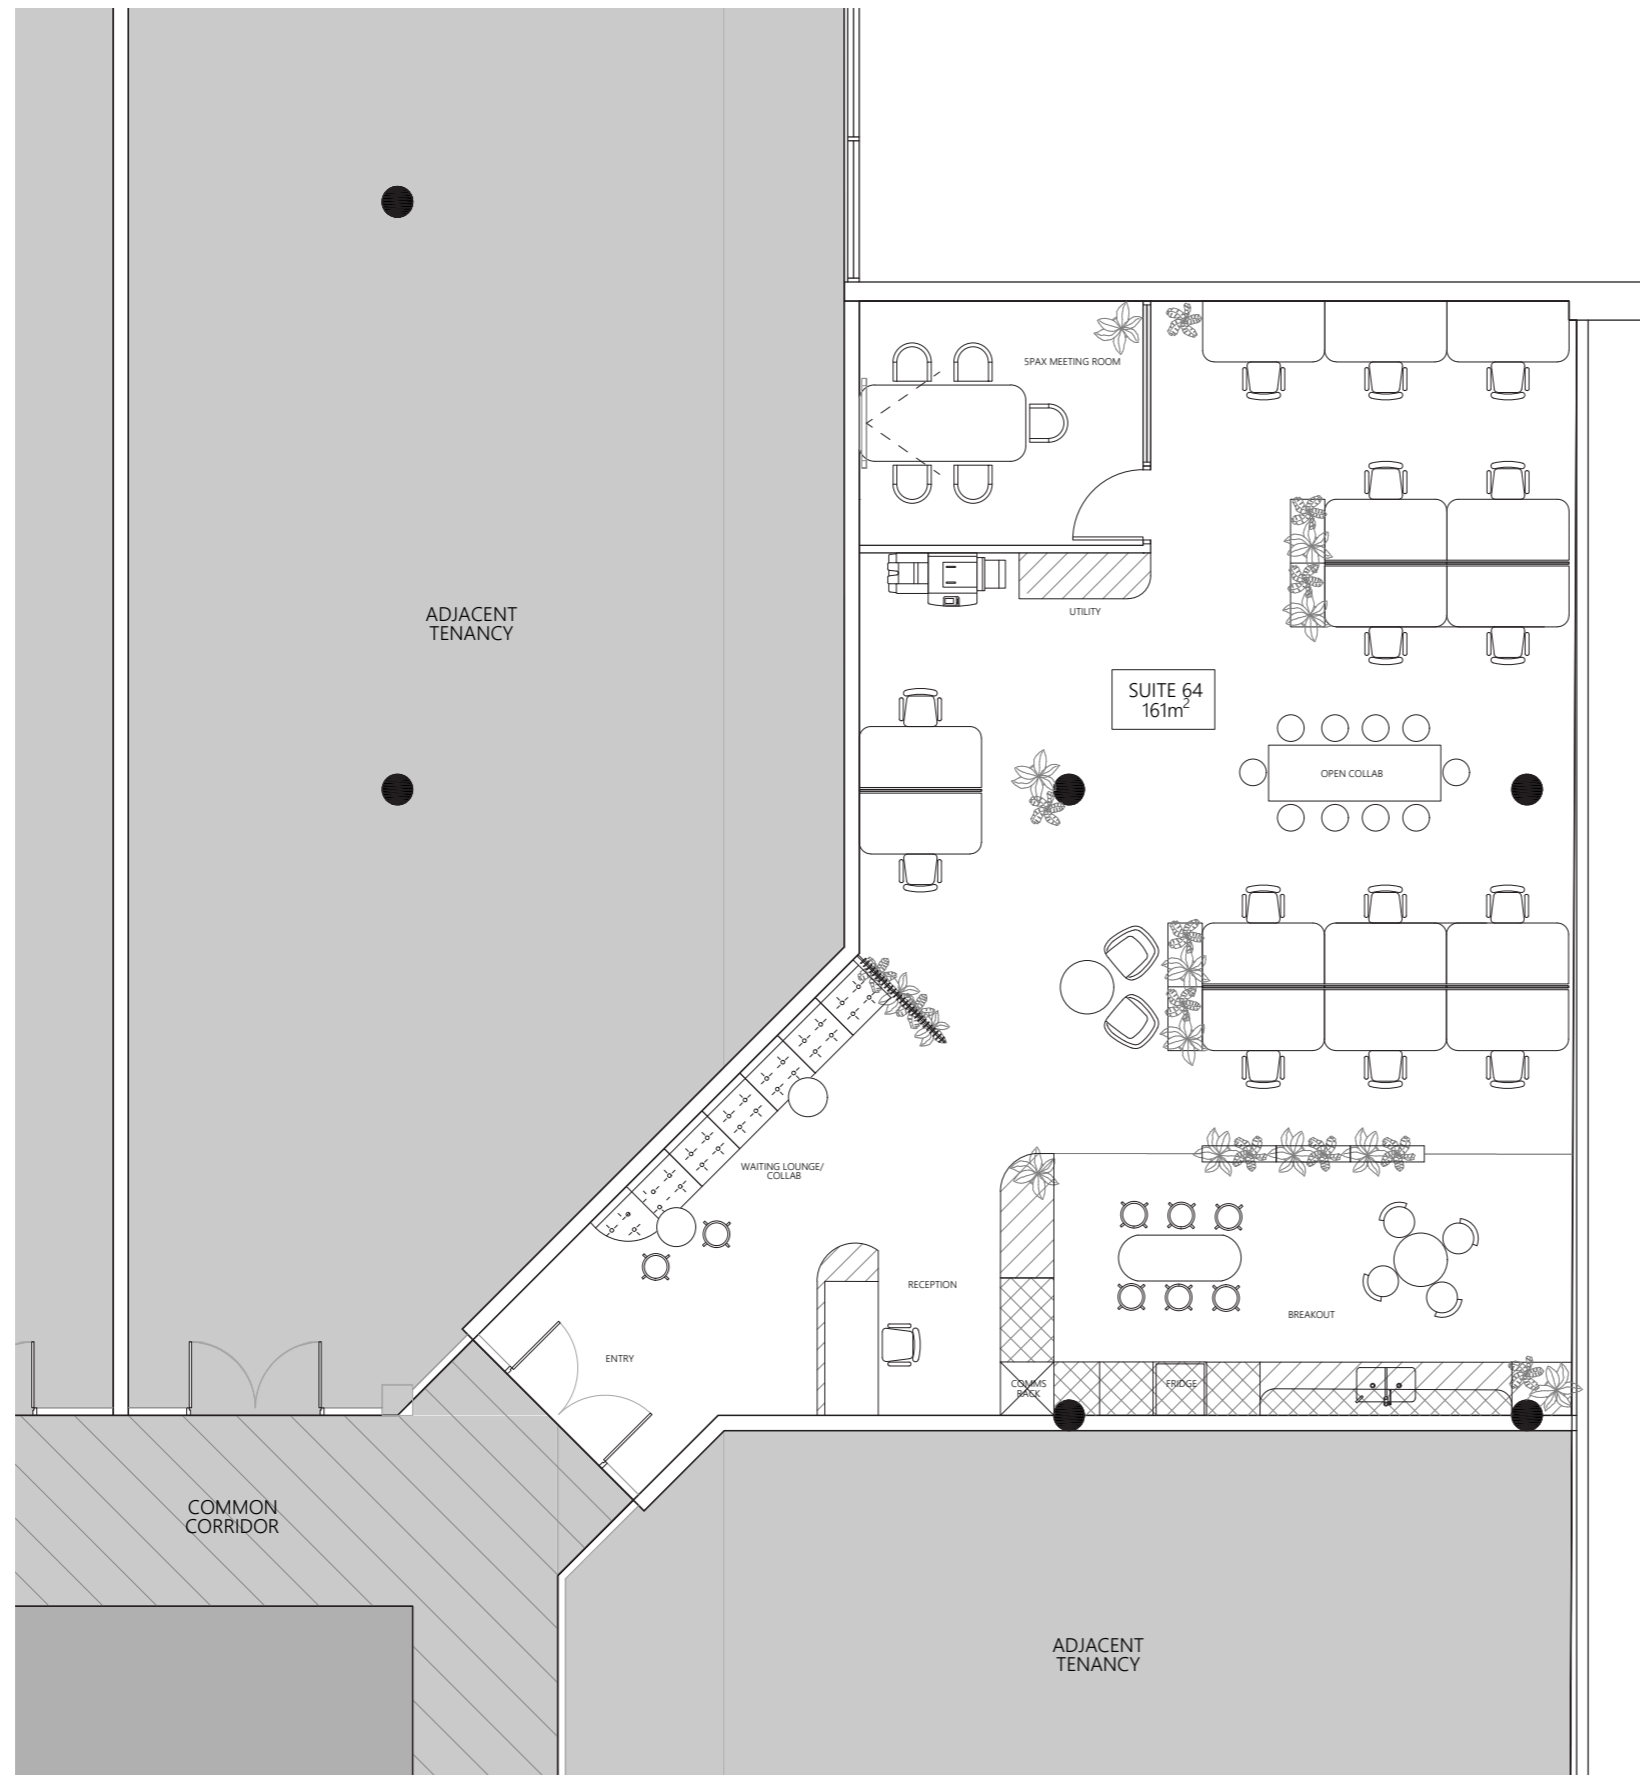 5PAX MEETING ROOM
ADJACENT
TENANCY
UTILITY
SUITE 64
161m²
OPEN COLLAB
WAITING LOUNGE/
COLLAB
RECEPTION
BREAKOUT
ENTRY
COMMS
RACK
FRIDGE
COMMON
CORRIDOR
ADJACENT
TENANCY